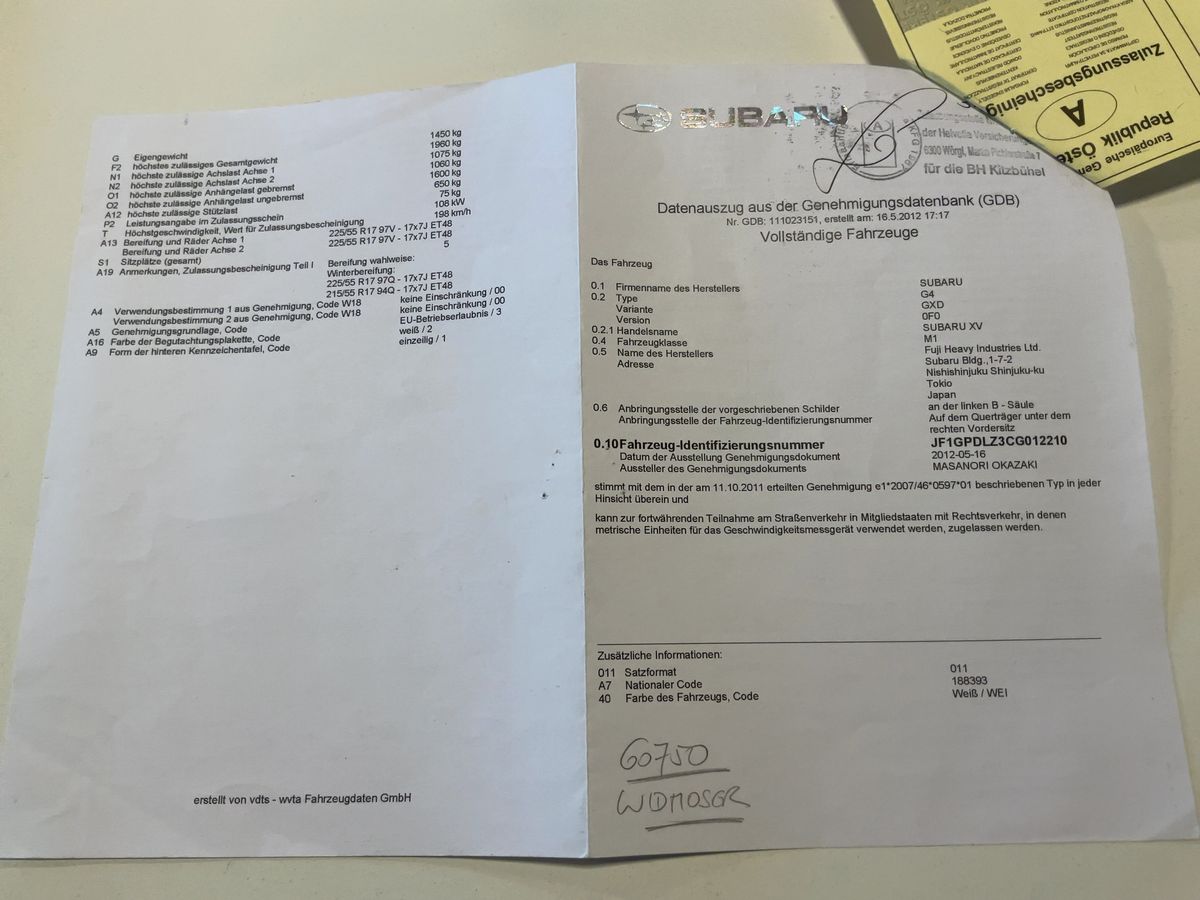 G Eigengewicht 1450 kg
F2 höchstes zulässiges Gesamtgewicht 1960 kg
N1 höchste zulässige Achslast Achse 1 1075 kg
N2 höchste zulässige Achslast Achse 2 1060 kg
O1 höchste zulässige Anhängelast gebremst 1600 kg
O2 höchste zulässige Anhängelast ungebremst 650 kg
A12 höchste zulässige Stützlast 75 kg
P2 Leistungsangabe im Zulassungsschein 108 kW
T Höchstgeschwindigkeit, Wert für Zulassungsbescheinigung 198 km/h
A13 Bereifung und Räder Achse 1 225/55 R17 97V - 17x7J ET48
Bereifung und Räder Achse 2 225/55 R17 97V - 17x7J ET48
S1 Sitzplätze (gesamt) 5
A19 Anmerkungen, Zulassungsbescheinigung Teil I Bereifung wahlweise:
Winterbereifung:
225/55 R17 97Q - 17x7J ET48
215/55 R17 94Q - 17x7J ET48
A4 Verwendungsbestimmung 1 aus Genehmigung, Code W18 keine Einschränkung / 00
Verwendungsbestimmung 2 aus Genehmigung, Code W18 keine Einschränkung / 00
A5 Genehmigungsgrundlage, Code EU-Betriebserlaubnis / 3
A16 Farbe der Begutachtungsplakette, Code weiß / 2
A9 Form der hinteren Kennzeichentafel, Code einzeilig / 1
erstellt von vdts - wvta Fahrzeugdaten GmbH
SUBARU
der Helvetia Versicherung
6300 Wörgl,
für die BH Kitzbühel
Datenauszug aus der Genehmigungsdatenbank (GDB)
Nr. GDB: 111023151, erstellt am: 16.5.2012 17:17
Vollständige Fahrzeuge
Das Fahrzeug
0.1 Firmenname des Herstellers SUBARU
0.2 Type G4
Variante GXD
Version 0F0
0.2.1 Handelsname SUBARU XV
0.4 Fahrzeugklasse M1
0.5 Name des Herstellers Fuji Heavy Industries Ltd.
Adresse Subaru Bldg.,1-7-2
Nishishinjuku Shinjuku-ku
Tokio
Japan
0.6 Anbringungsstelle der vorgeschriebenen Schilder an der linken B - Säule
Anbringungsstelle der Fahrzeug-Identifizierungsnummer Auf dem Querträger unter dem
rechten Vordersitz
0.10 Fahrzeug-Identifizierungsnummer JF1GPDLZ3CG012210
Datum der Ausstellung Genehmigungsdokument 2012-05-16
Aussteller des Genehmigungsdokuments MASANORI OKAZAKI
stimmt mit dem in der am 11.10.2011 erteilten Genehmigung e1*2007/46*0597*01 beschriebenen Typ in jeder
Hinsicht überein und
kann zur fortwährenden Teilnahme am Straßenverkehr in Mitgliedstaaten mit Rechtsverkehr, in denen
metrische Einheiten für das Geschwindigkeitsmessgerät verwendet werden, zugelassen werden.
Zusätzliche Informationen:
011 Satzformat 011
A7 Nationaler Code 188393
40 Farbe des Fahrzeugs, Code Weiß / WEI
60750
WIDMOSER
Europäische Gem
Republik Öste
A
Zulassungsbescheinig